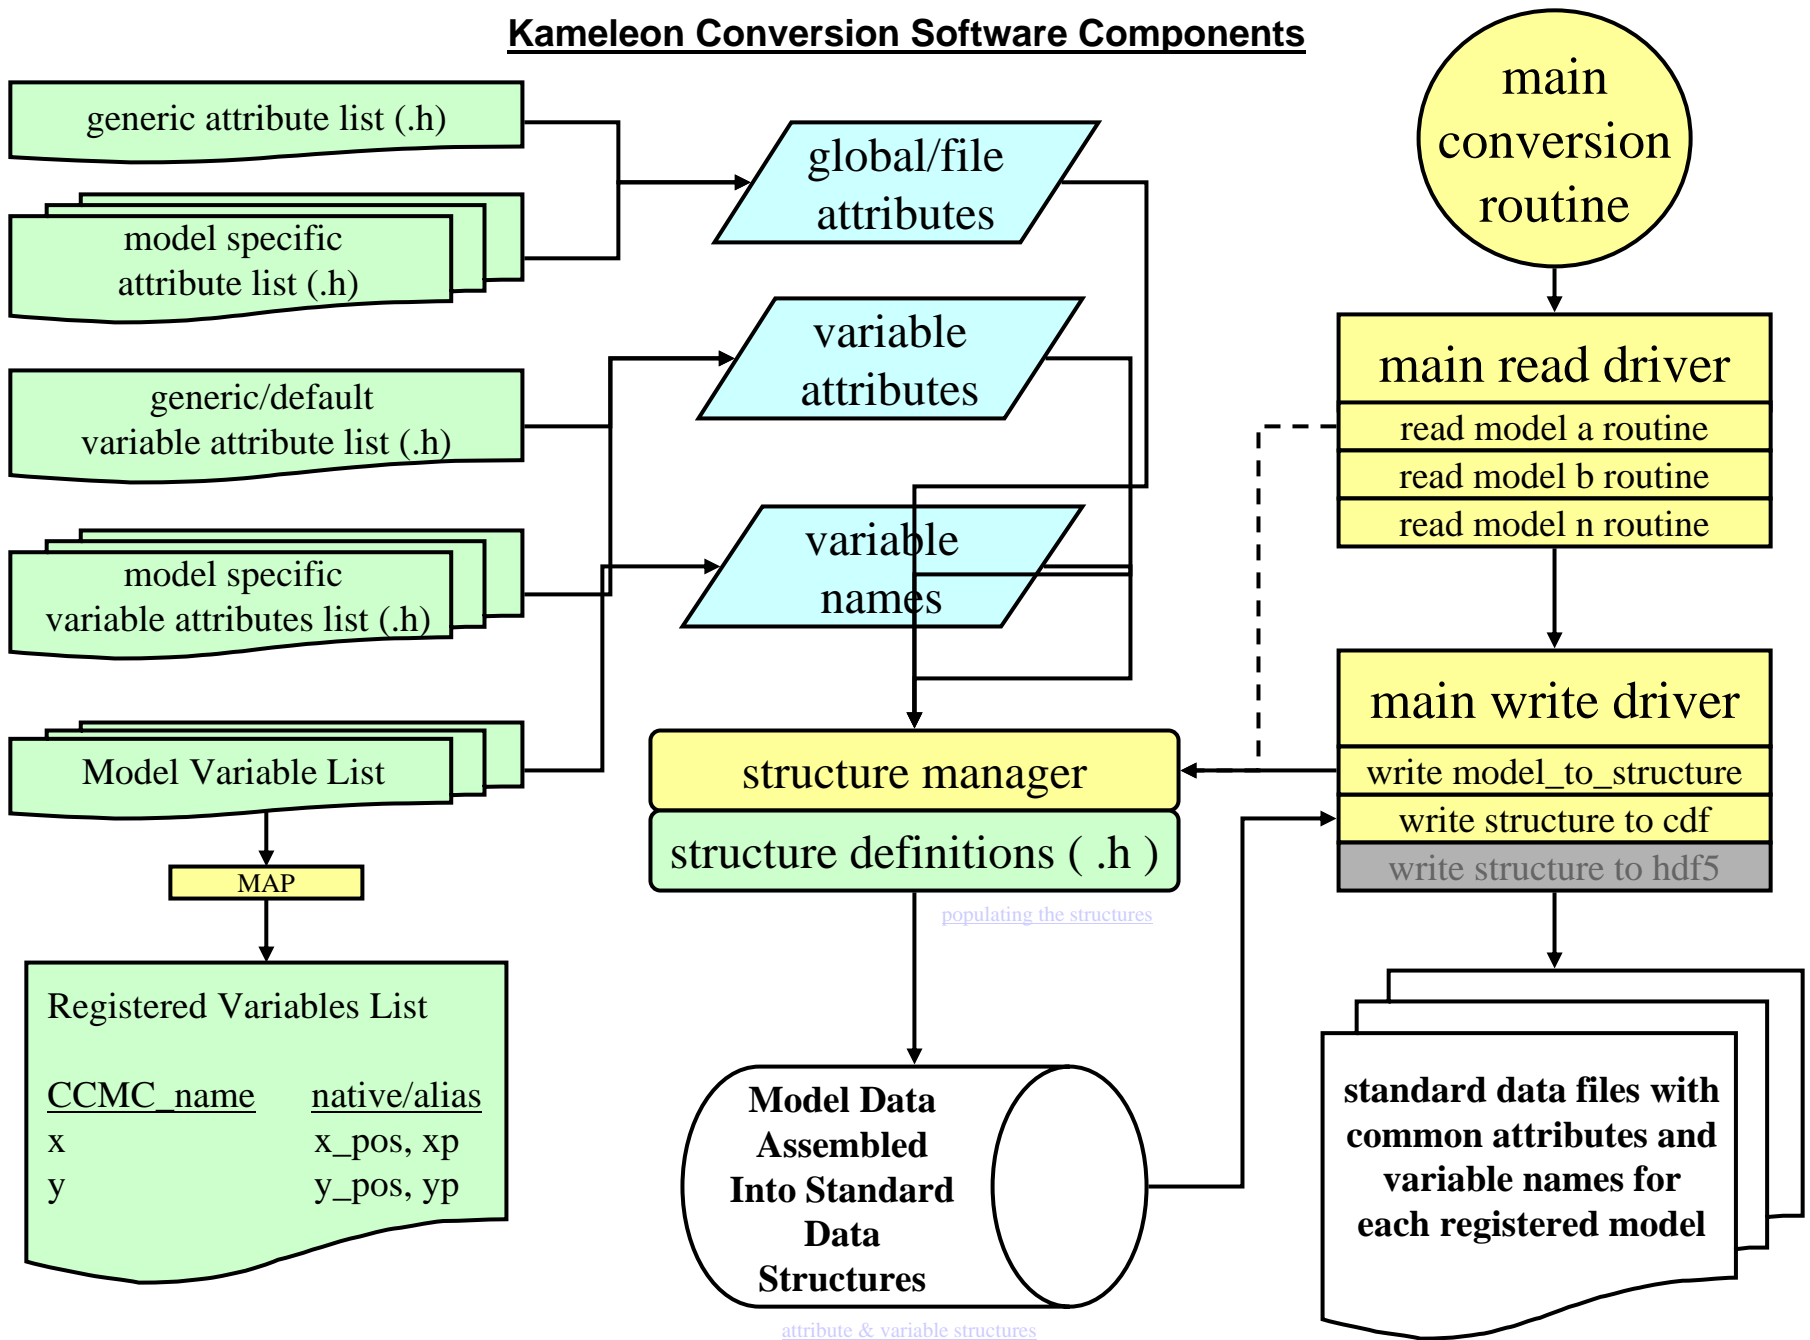 Kameleon Conversion Software Components
generic attribute list (.h)
model specific
attribute list (.h)
generic/default
variable attribute list (.h)
model specific
variable attributes list (.h)
Model Variable List
MAP
Registered Variables List
CCMC_name native/alias
x x_pos, xp
y y_pos, yp
global/file
attributes
variable
attributes
variable
names
structure manager
structure definitions ( .h )
populating the structures
Model Data
Assembled
Into Standard
Data
Structures
attribute & variable structures
main
conversion
routine
main read driver
read model a routine
read model b routine
read model n routine
main write driver
write model_to_structure
write structure to cdf
write structure to hdf5
standard data files with
common attributes and
variable names for
each registered model